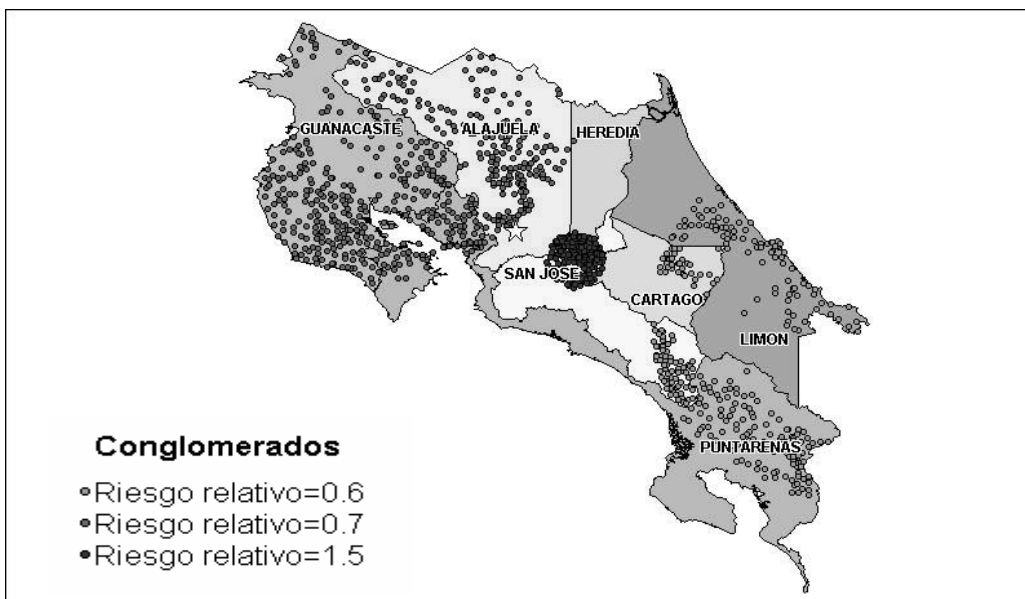 GUANACASTE
ALAJUELA
HEREDIA
SAN JOSE
CARTAGO
LIMON
PUNTARENAS
Conglomerados
Riesgo relativo=0.6
Riesgo relativo=0.7
Riesgo relativo=1.5